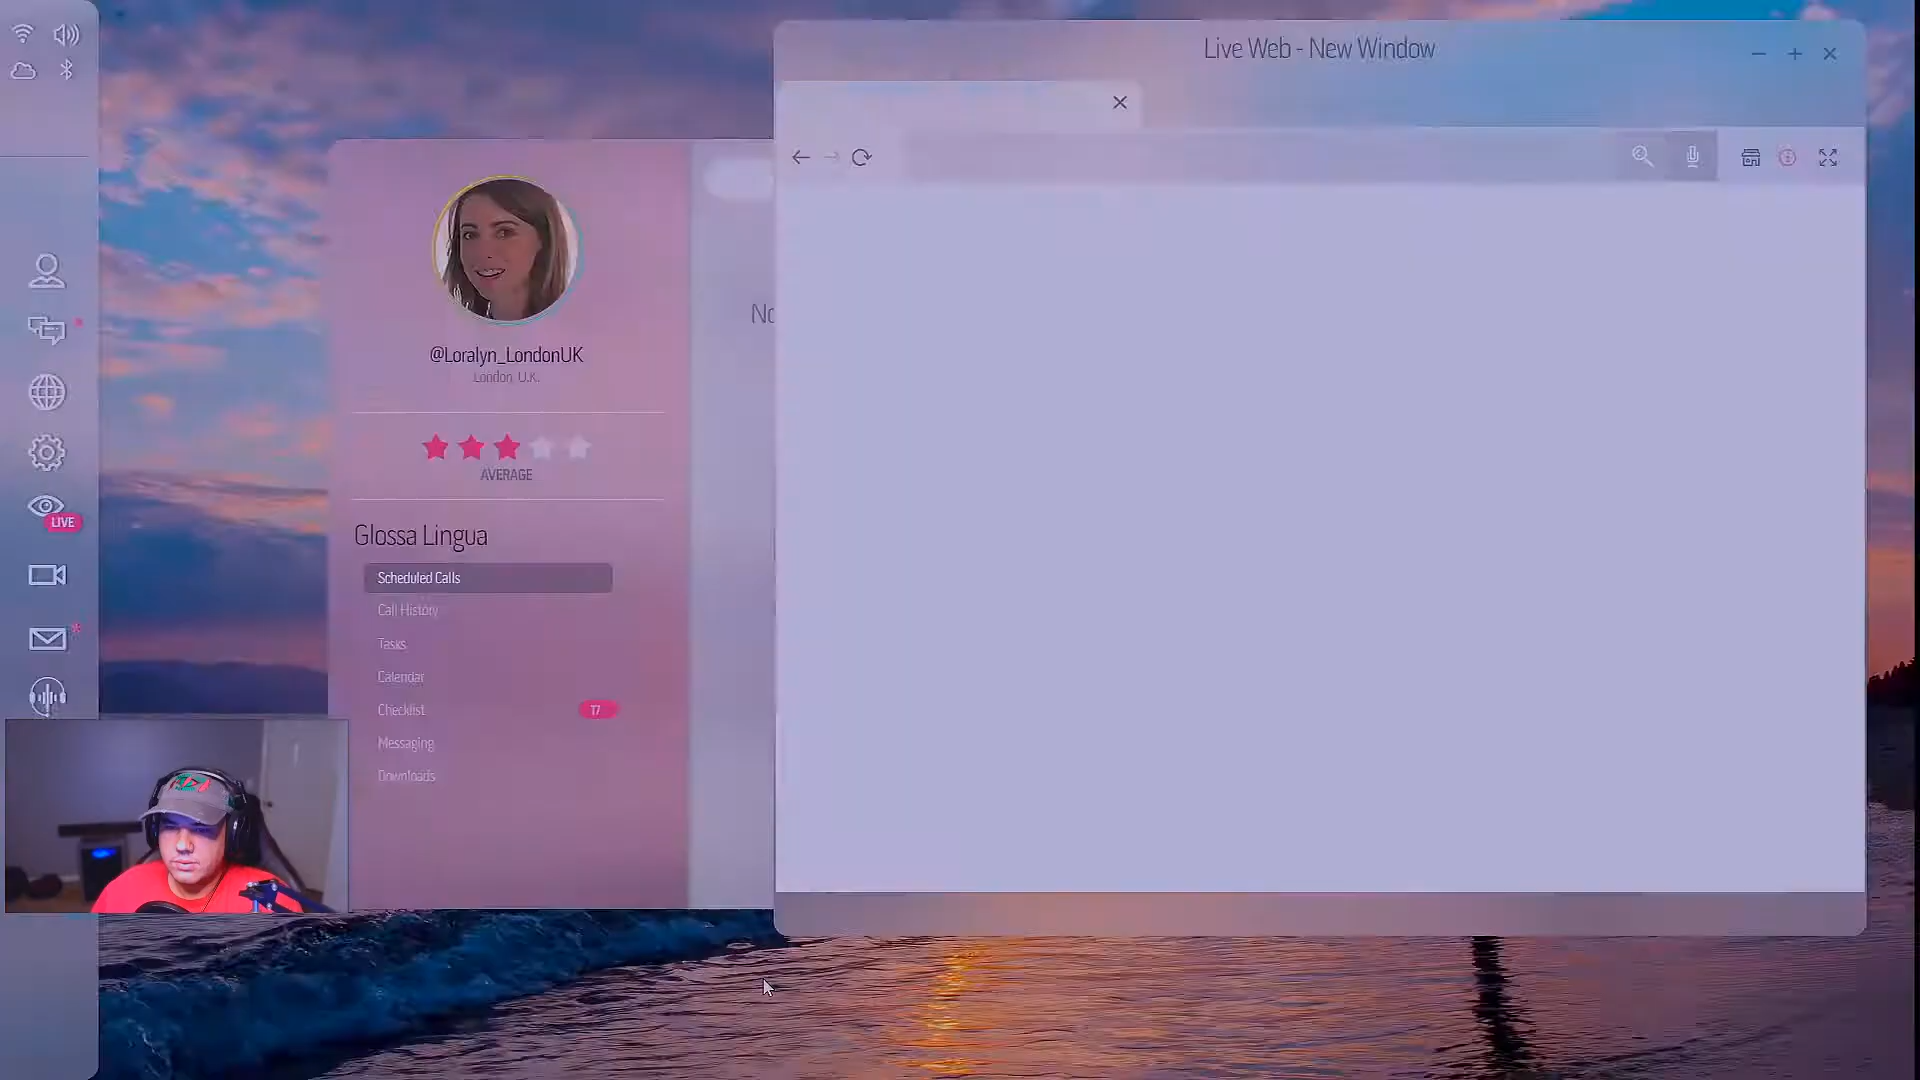 Live Web - New Window
@Loralyn_LondonUK
London, U.K.
AVERAGE
Glossa Lingua
Scheduled Calls
Call History
Tasks
Calendar
Checklist 17
Messaging
Downloads
LIVE